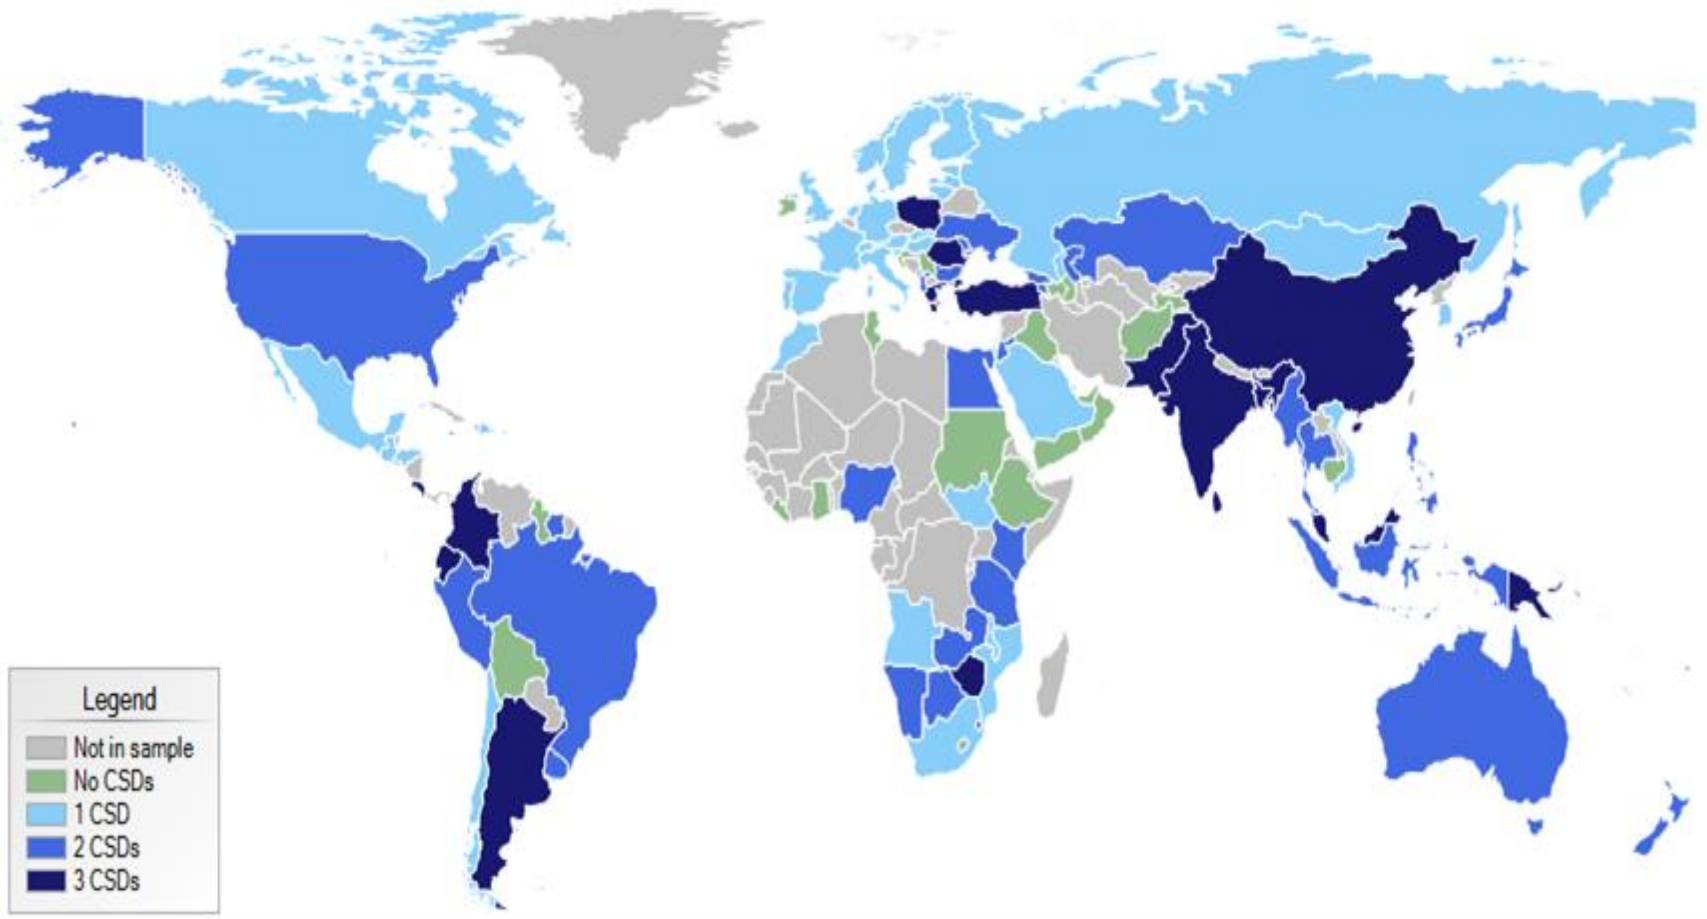 Legend
Not in sample
No CSDs
1 CSD
2 CSDs
3 CSDs